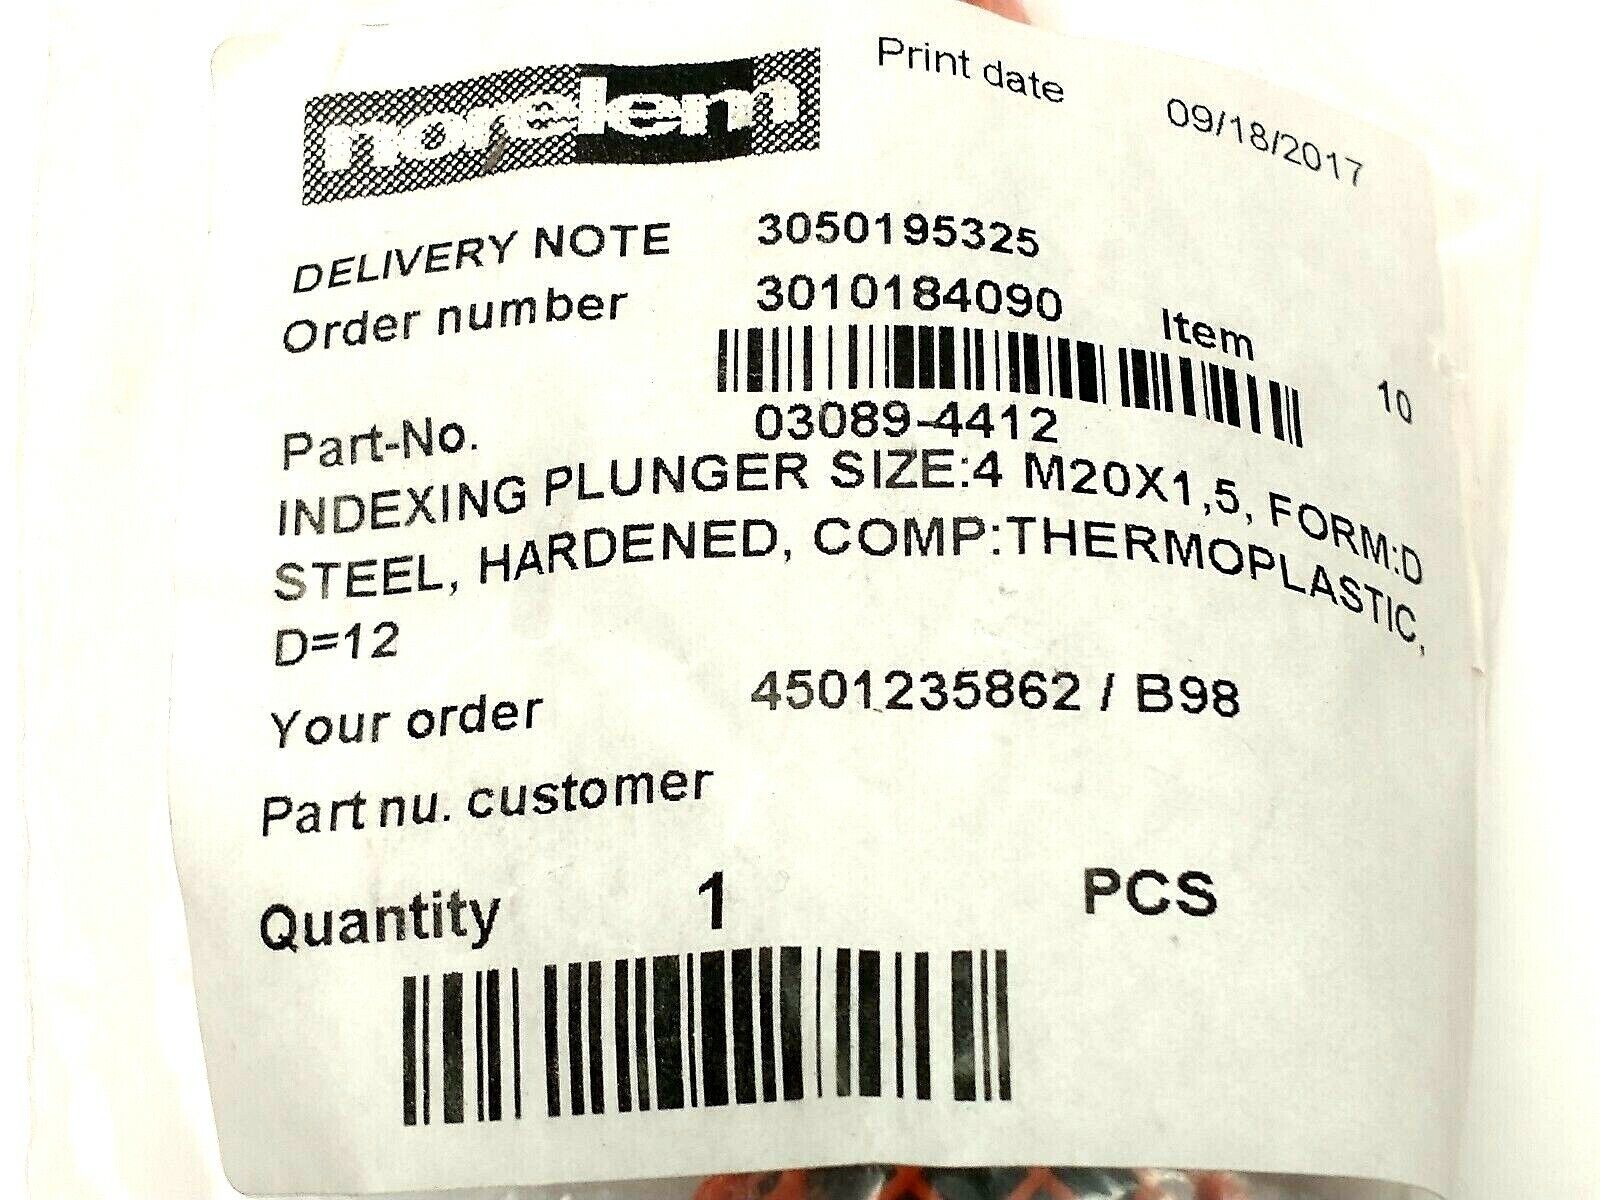 norelem
Print date 09/18/2017
DELIVERY NOTE 3050195325
Order number 3010184090 Item 10
Part-No. 03089-4412
INDEXING PLUNGER SIZE:4 M20X1,5, FORM:D
STEEL, HARDENED, COMP:THERMOPLASTIC,
D=12
Your order 4501235862 / B98
Part nu. customer
Quantity 1 PCS